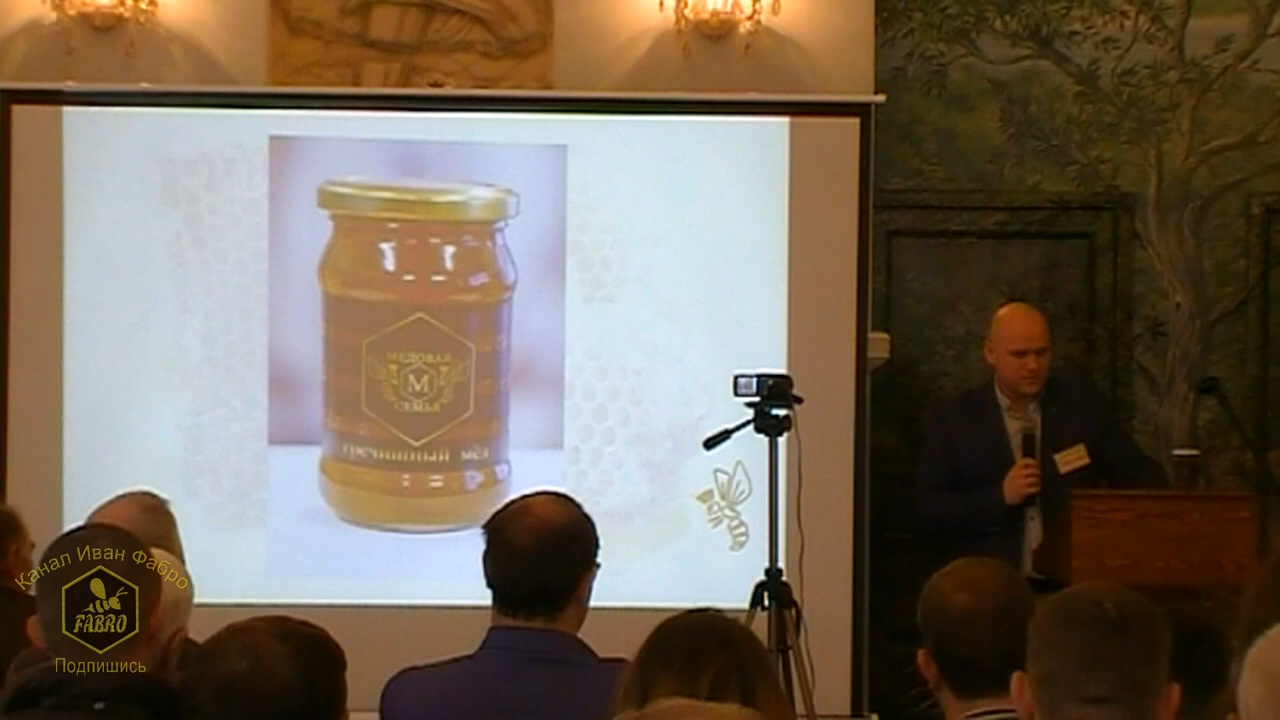 МЕДОВАЯ
М
СЕМЬЯ
гречишный мёд
Канал Иван Фабро
FABRO
Подпишись